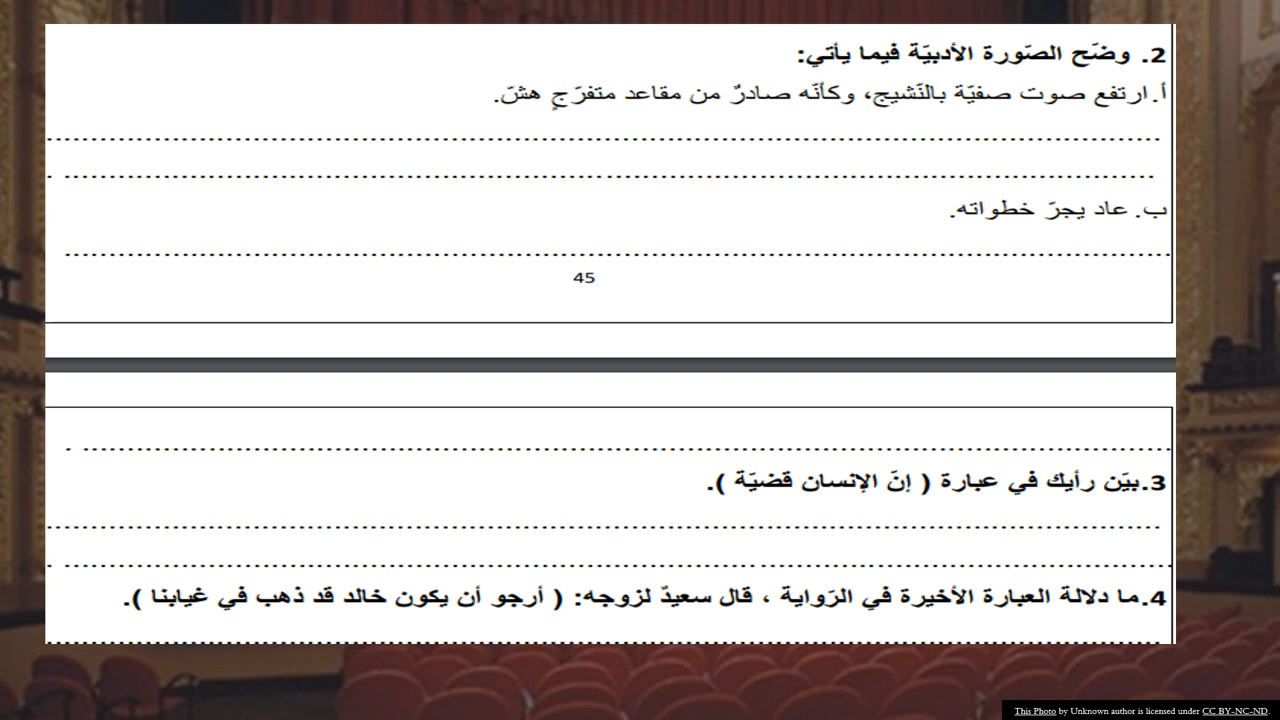 2. وضّح الصّورة الأدبيّة فيما يأتي:
أ. ارتفع صوت صفيّة بالنّشيج، وكأنّه صادرٌ من مقاعد متفرّجٍ هشّ.
ب. عاد يجرّ خطواته.
45
3.بيّن رأيك في عبارة ( إنّ الإنسان قضيّة ).
4.ما دلالة العبارة الأخيرة في الرّواية ، قال سعيدٌ لزوجه: ( أرجو أن يكون خالد قد ذهب في غيابنا ).
This Photo by Unknown author is licensed under CC BY-NC-ND.